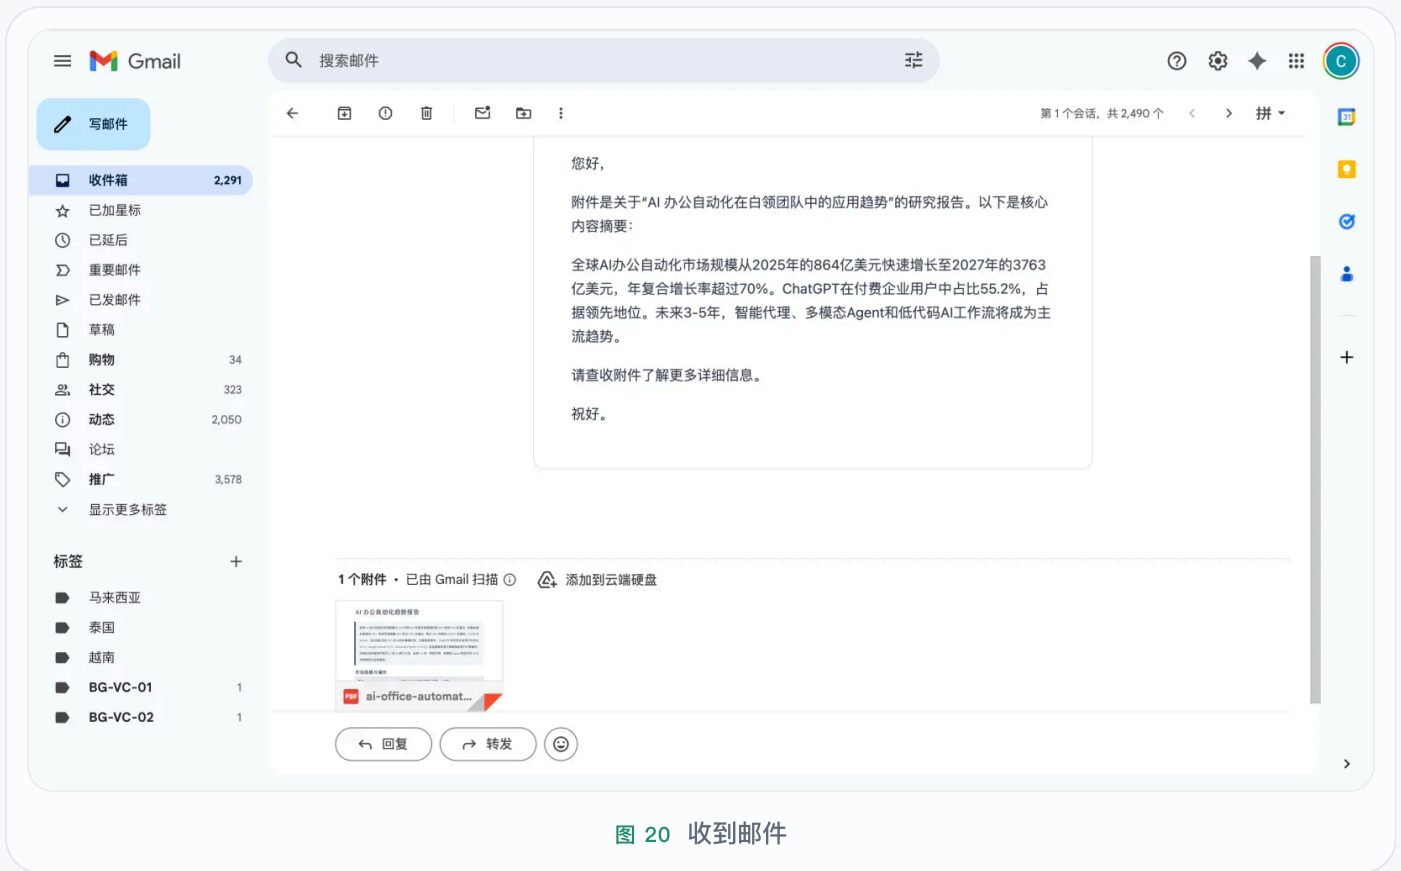 Gmail
搜索邮件
C
写邮件
第 1 个会话，共 2,490 个
拼
31
收件箱 2,291
已加星标
已延后
重要邮件
已发邮件
草稿
购物 34
社交 323
动态 2,050
论坛
推广 3,578
显示更多标签
标签
马来西亚
泰国
越南
BG-VC-01 1
BG-VC-02 1
您好，
附件是关于“AI 办公自动化在白领团队中的应用趋势”的研究报告。以下是核心
内容摘要：
全球AI办公自动化市场规模从2025年的864亿美元快速增长至2027年的3763
亿美元，年复合增长率超过70%。ChatGPT在付费企业用户中占比55.2%，占
据领先地位。未来3-5年，智能代理、多模态Agent和低代码AI工作流将成为主
流趋势。
请查收附件了解更多详细信息。
祝好。
1 个附件 • 已由 Gmail 扫描
添加到云端硬盘
AI 办公自动化趋势报告
市场规模与增长
PDF ai-office-automat...
回复
转发
图 20 收到邮件